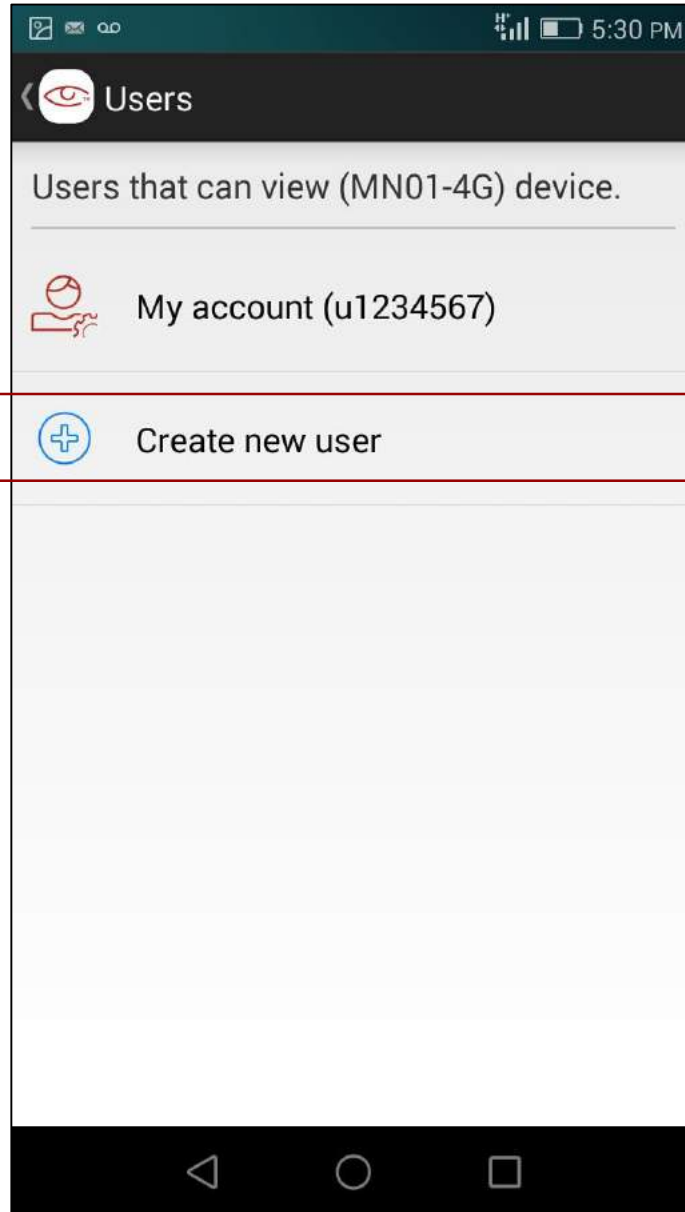 H+ 5:30 PM
Users
Users that can view (MN01-4G) device.
My account (u1234567)
Create new user